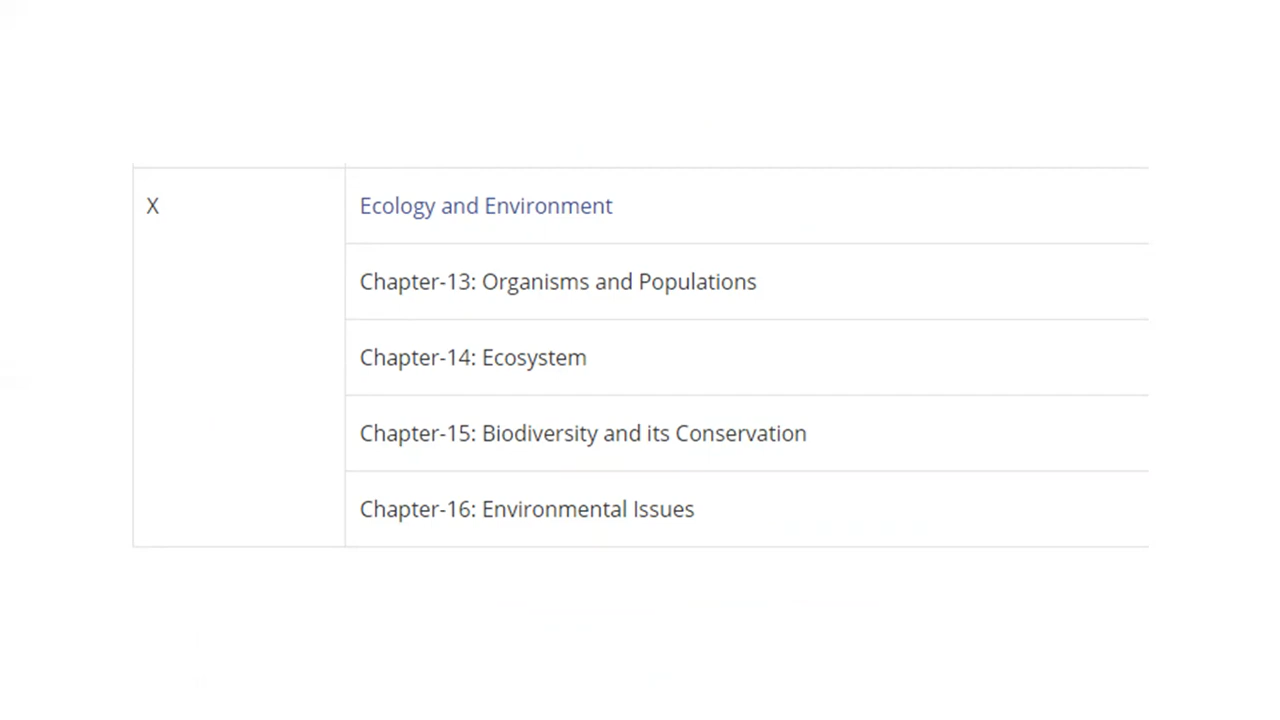 X
Ecology and Environment
Chapter-13: Organisms and Populations
Chapter-14: Ecosystem
Chapter-15: Biodiversity and its Conservation
Chapter-16: Environmental Issues